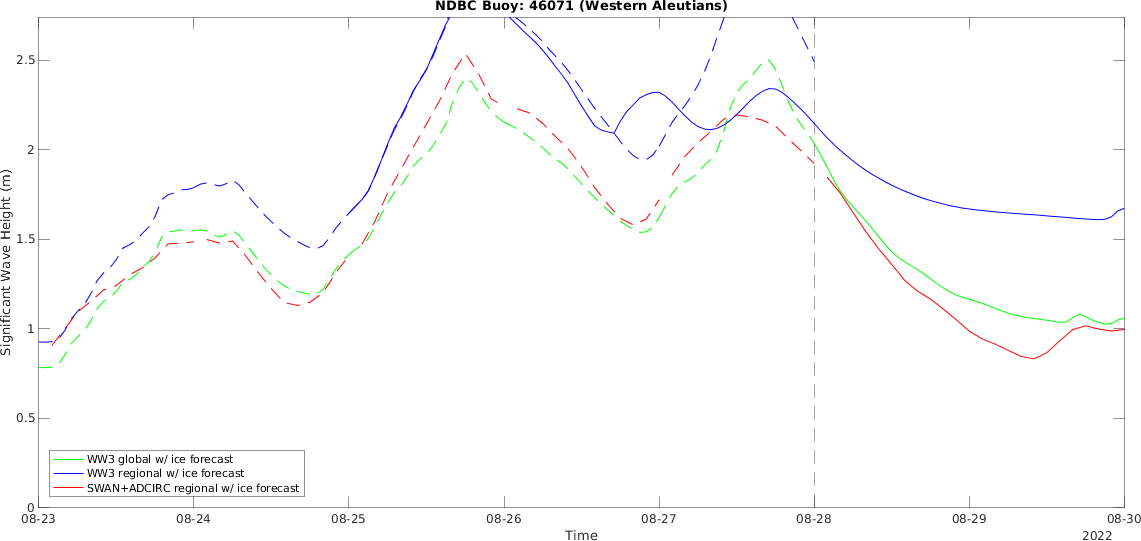 NDBC Buoy: 46071 (Western Aleutians)
Significant Wave Height (m)
2.5
2
1.5
1
0.5
0
WW3 global w/ ice forecast
WW3 regional w/ ice forecast
SWAN+ADCIRC regional w/ ice forecast
08-23 08-24 08-25 08-26 08-27 08-28 08-29 08-30
Time
2022